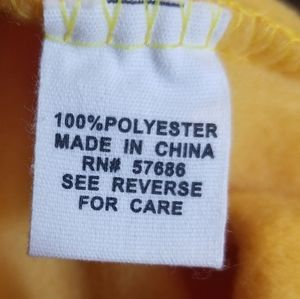 100%POLYESTER
MADE IN CHINA
RN# 57686
SEE REVERSE
FOR CARE